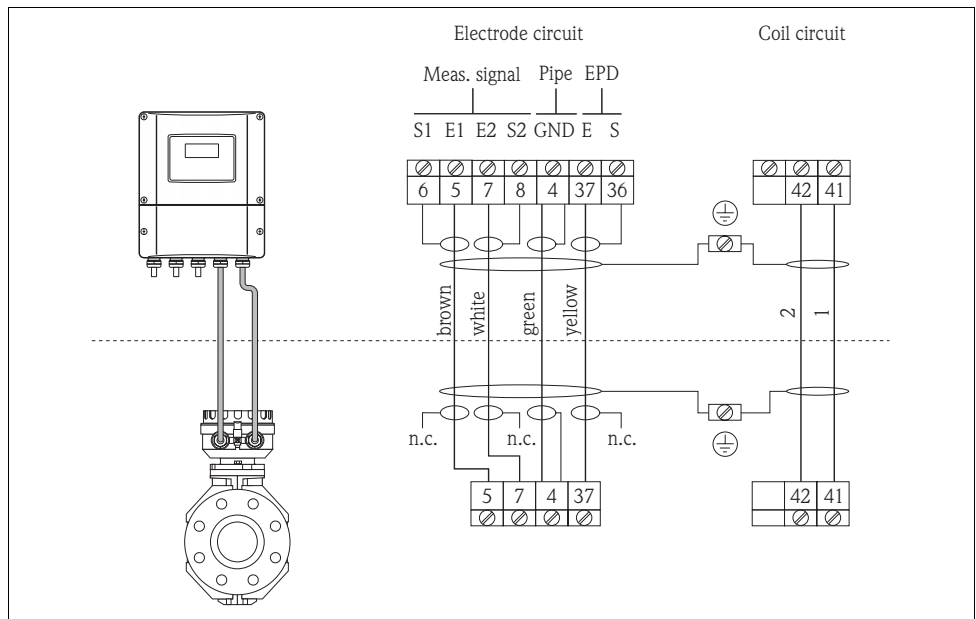 Electrode circuit Coil circuit
Meas. signal Pipe EPD
S1 E1 E2 S2 GND E S
6 5 7 8 4 37 36 42 41
brown white green yellow 2 1
n.c. n.c. n.c.
5 7 4 37 42 41